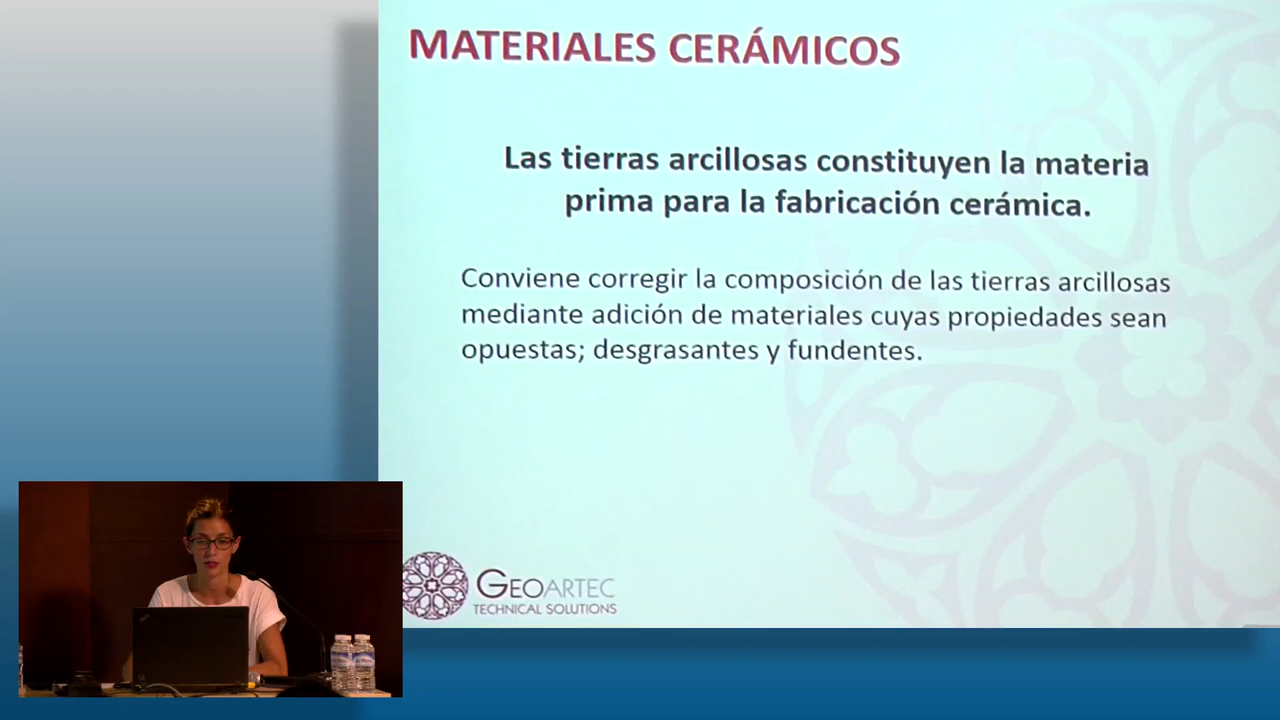 MATERIALES CERÁMICOS
Las tierras arcillosas constituyen la materia
prima para la fabricación cerámica.
Conviene corregir la composición de las tierras arcillosas
mediante adición de materiales cuyas propiedades sean
opuestas; desgrasantes y fundentes.
GEOARTEC
TECHNICAL SOLUTIONS